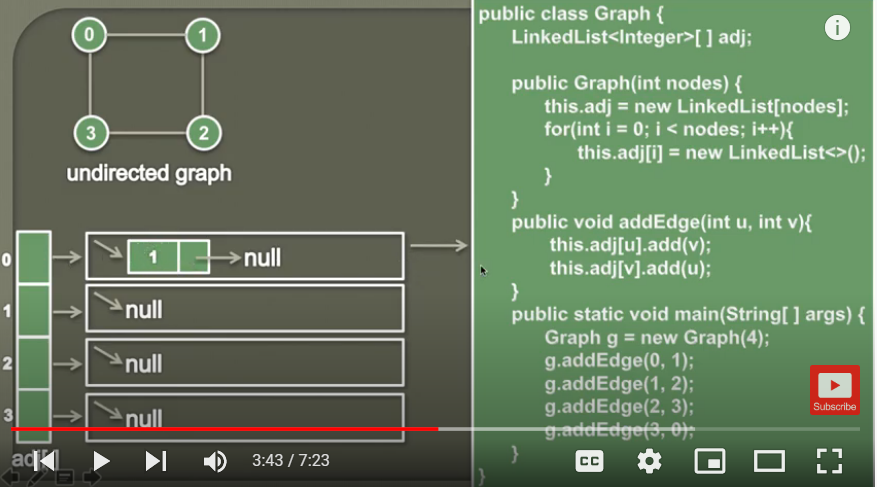 0
1
3
2
undirected graph
0
1
null
1
null
2
null
3
null
public class Graph {
LinkedList<Integer>[ ] adj;
public Graph(int nodes) {
this.adj = new LinkedList[nodes];
for(int i = 0; i < nodes; i++){
this.adj[i] = new LinkedList<>();
}
}
public void addEdge(int u, int v){
this.adj[u].add(v);
this.adj[v].add(u);
}
public static void main(String[ ] args) {
Graph g = new Graph(4);
g.addEdge(0, 1);
g.addEdge(1, 2);
g.addEdge(2, 3);
g.addEdge(3, 0);
}
}
i
Subscribe
3:43 / 7:23
CC